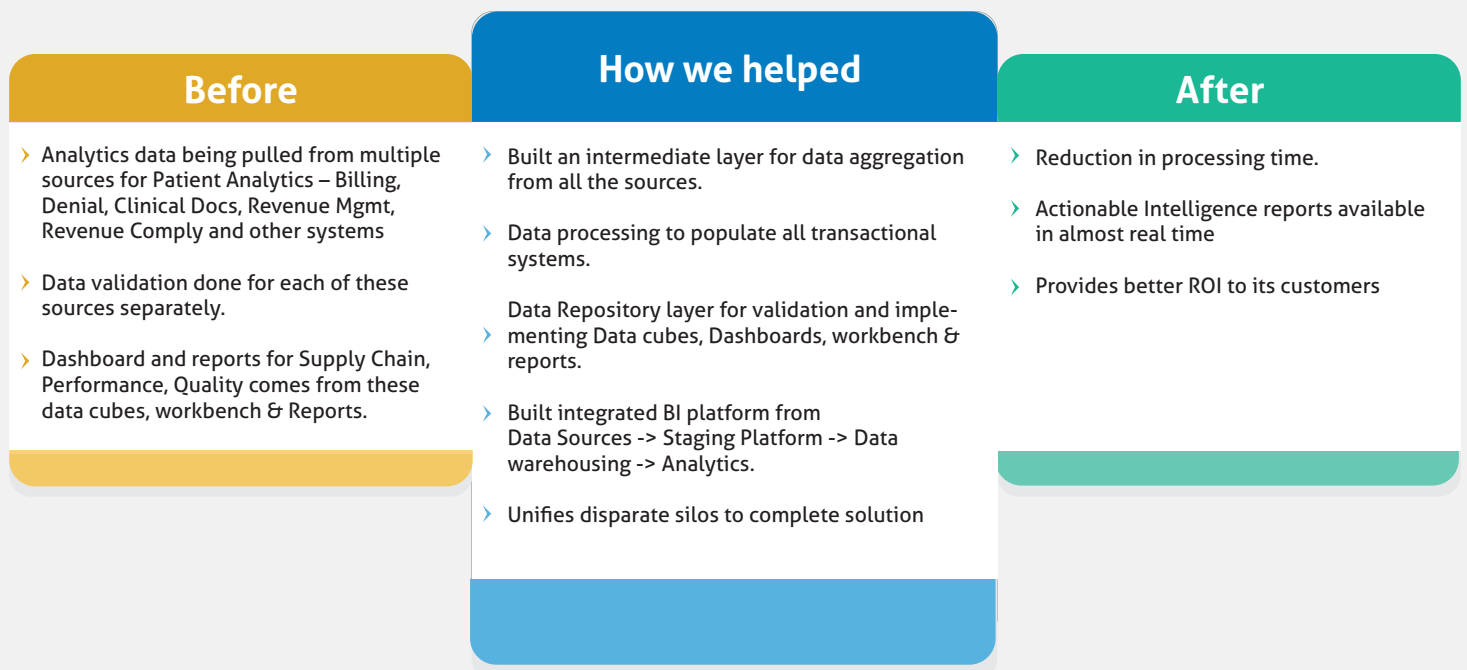 Before
Analytics data being pulled from multiple
sources for Patient Analytics – Billing,
Denial, Clinical Docs, Revenue Mgmt,
Revenue Comply and other systems
Data validation done for each of these
sources separately.
Dashboard and reports for Supply Chain,
Performance, Quality comes from these
data cubes, workbench & Reports.
How we helped
Built an intermediate layer for data aggregation
from all the sources.
Data processing to populate all transactional
systems.
Data Repository layer for validation and imple-
menting Data cubes, Dashboards, workbench &
reports.
Built integrated BI platform from
Data Sources -> Staging Platform -> Data
warehousing -> Analytics.
Unifies disparate silos to complete solution
After
Reduction in processing time.
Actionable Intelligence reports available
in almost real time
Provides better ROI to its customers